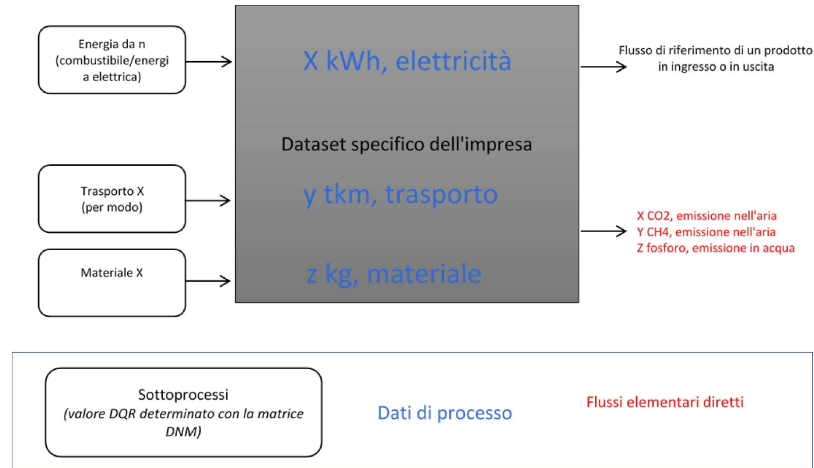 Energia da n
(combustibile/energi
a elettrica)
X kWh, elettricità
Flusso di riferimento di un prodotto
in ingresso o in uscita
Dataset specifico dell'impresa
Trasporto X
(per modo)
y tkm, trasporto
X CO2, emissione nell'aria
Y CH4, emissione nell'aria
Z fosforo, emissione in acqua
Materiale X
z kg, materiale
Sottoprocessi
(valore DQR determinato con la matrice
DNM)
Dati di processo
Flussi elementari diretti